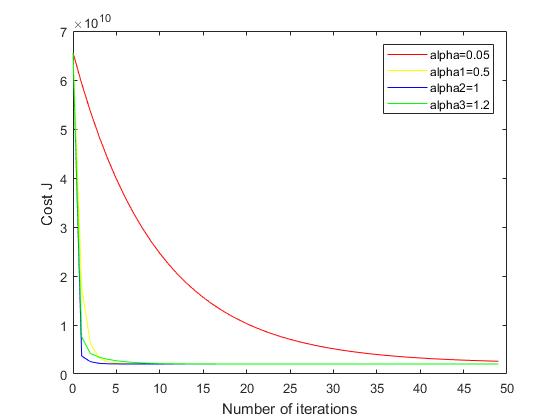 ×10^10
7
6
5
4
3
2
1
0
Cost J
0 5 10 15 20 25 30 35 40 45 50
Number of iterations
alpha=0.05
alpha1=0.5
alpha2=1
alpha3=1.2